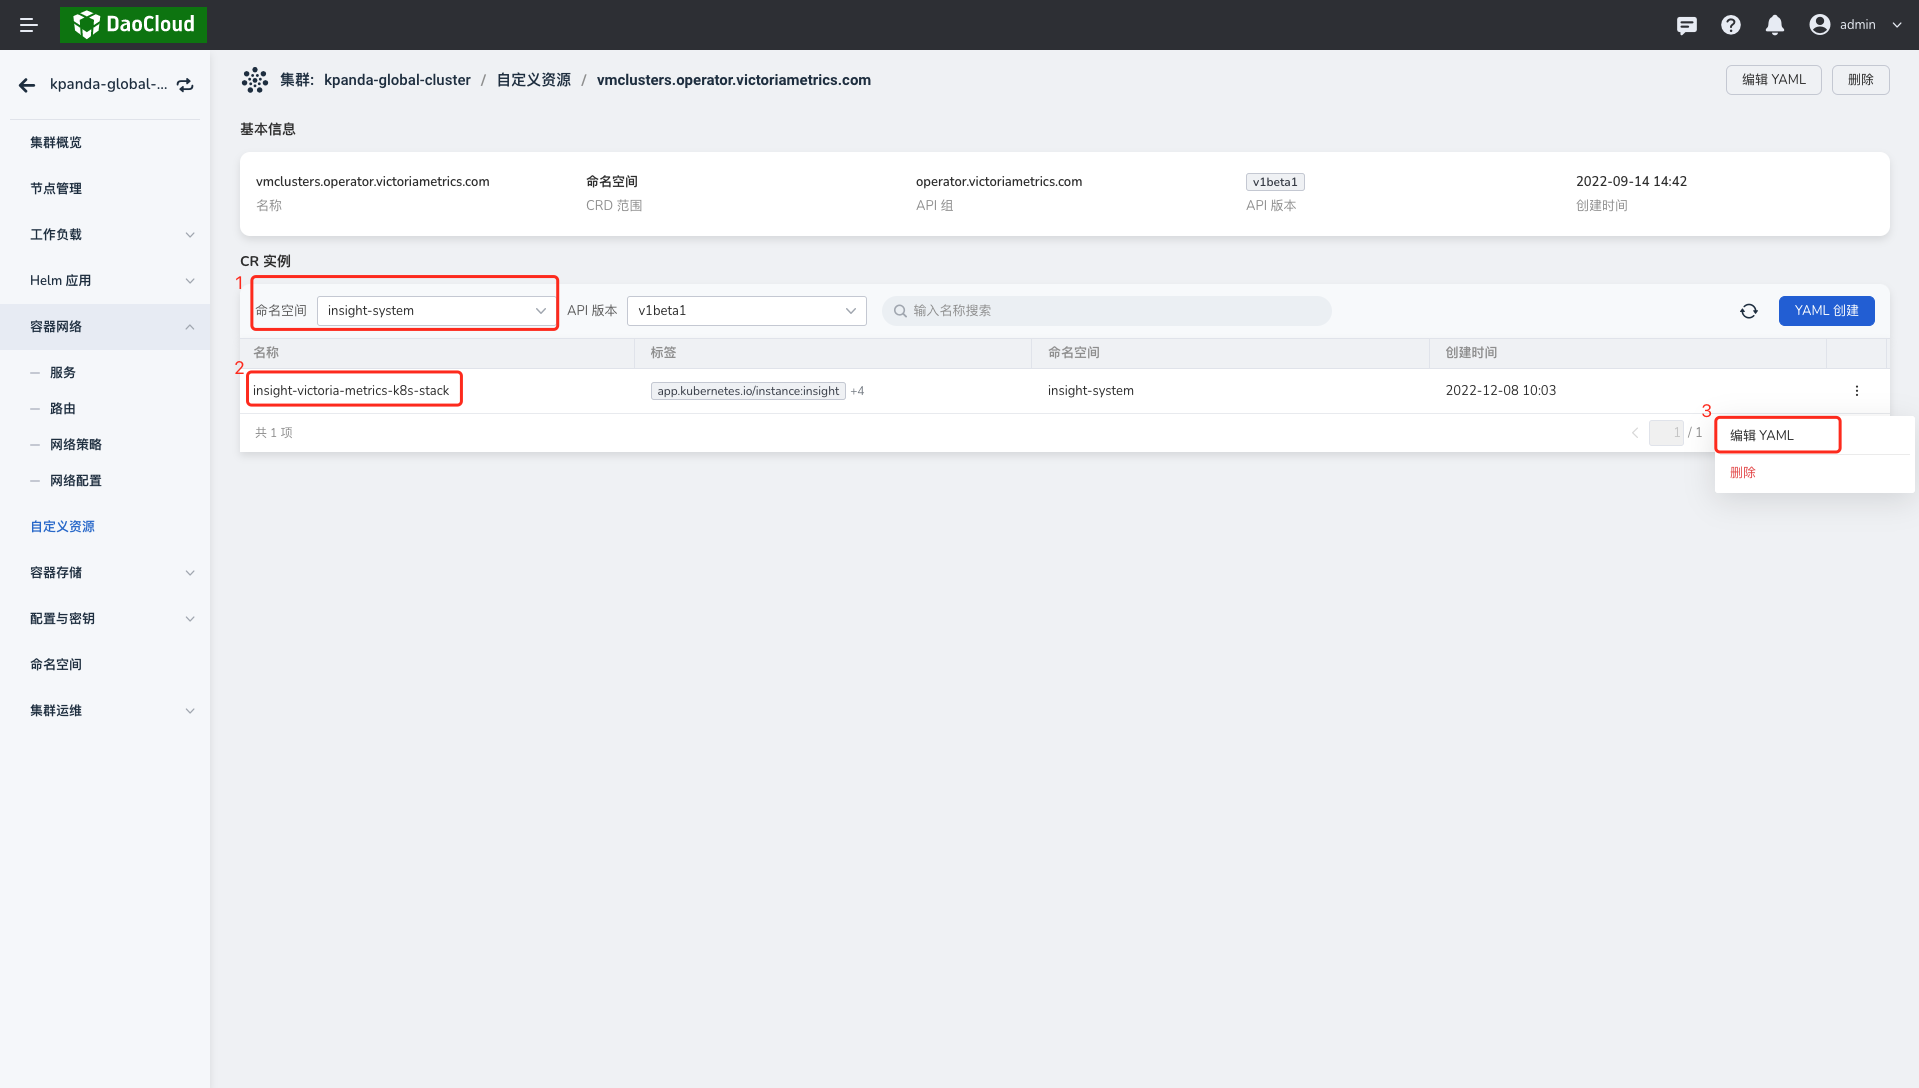 DaoCloud
admin
kpanda-global-...
集群: kpanda-global-cluster / 自定义资源 / vmclusters.operator.victoriametrics.com
编辑 YAML
删除
集群概览
节点管理
工作负载
Helm 应用
容器网络
服务
路由
网络策略
网络配置
自定义资源
容器存储
配置与密钥
命名空间
集群运维
基本信息
vmclusters.operator.victoriametrics.com
名称
命名空间
CRD 范围
operator.victoriametrics.com
API 组
v1beta1
API 版本
2022-09-14 14:42
创建时间
CR 实例
1
命名空间 insight-system
API 版本 v1beta1
输入名称搜索
YAML 创建
名称 标签 命名空间 创建时间
2
insight-victoria-metrics-k8s-stack app.kubernetes.io/instance:insight +4 insight-system 2022-12-08 10:03
共 1 项
1 / 1
3
编辑 YAML
删除